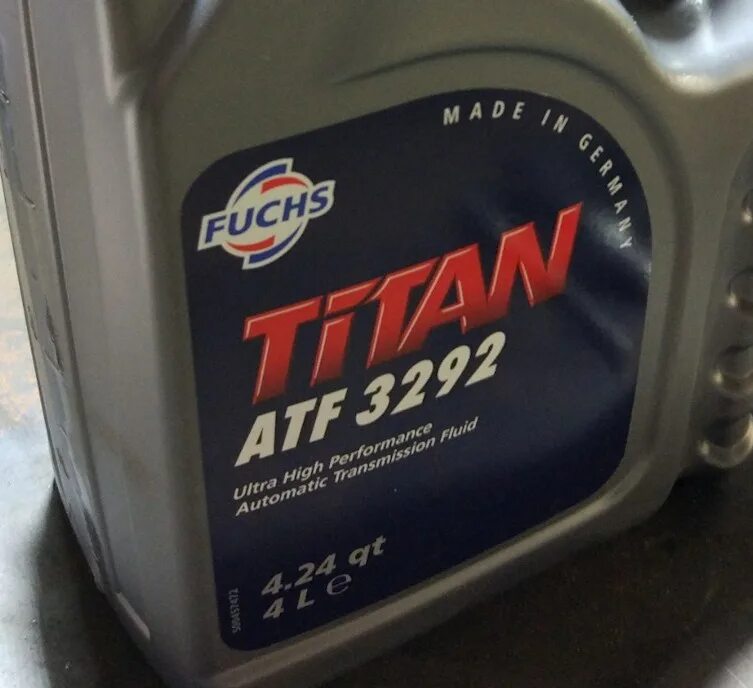 MADE IN GERMANY
FUCHS
TiTAN
ATF 3292
Ultra High Performance
Automatic Transmission Fluid
4.24 qt
4 L ℮